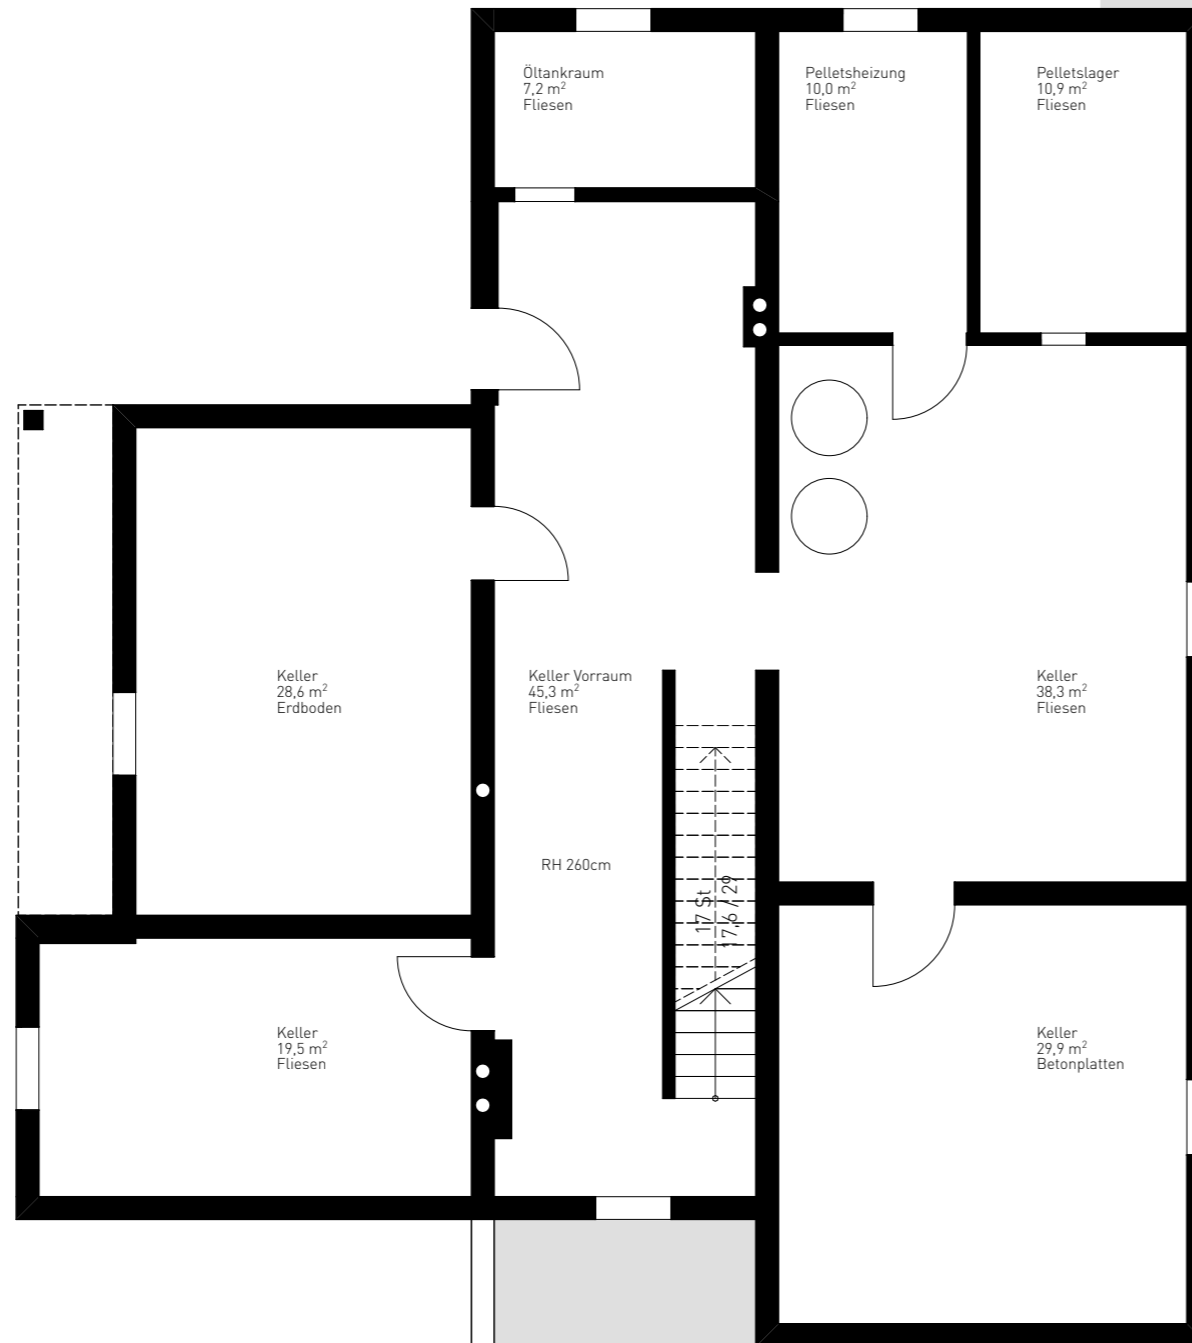 Öltankraum
7,2 m²
Fliesen
Pelletsheizung
10,0 m²
Fliesen
Pelletslager
10,9 m²
Fliesen
Keller
28,6 m²
Erdboden
Keller Vorraum
45,3 m²
Fliesen
Keller
38,3 m²
Fliesen
RH 260cm
17 St
17,6 / 29
Keller
19,5 m²
Fliesen
Keller
29,9 m²
Betonplatten